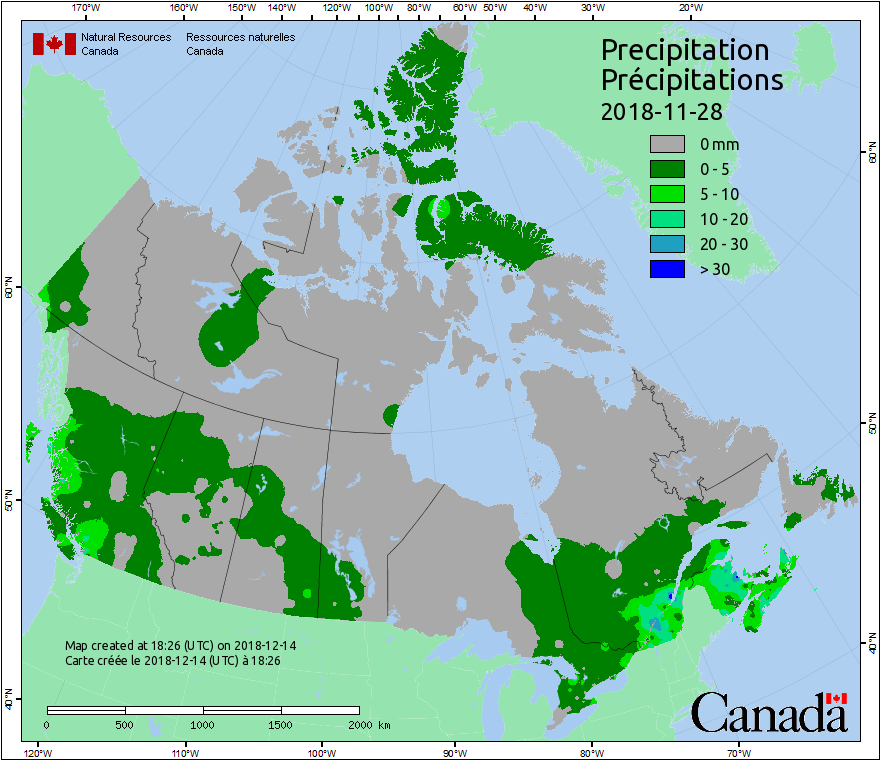 170°W 160°W 150°W 140°W 130°W 120°W 110°W 100°W 90°W 80°W 70°W 60°W 50°W 40°W 30°W 20°W
Natural Resources Canada
Ressources naturelles Canada
Precipitation
Précipitations
2018-11-28
0 mm
0 - 5
5 - 10
10 - 20
20 - 30
> 30
60°N
60°N
50°N
50°N
40°N
40°N
Map created at 18:26 (UTC) on 2018-12-14
Carte créée le 2018-12-14 (UTC) à 18:26
0 500 1000 1500 2000 km
Canada
120°W 110°W 100°W 90°W 80°W 70°W